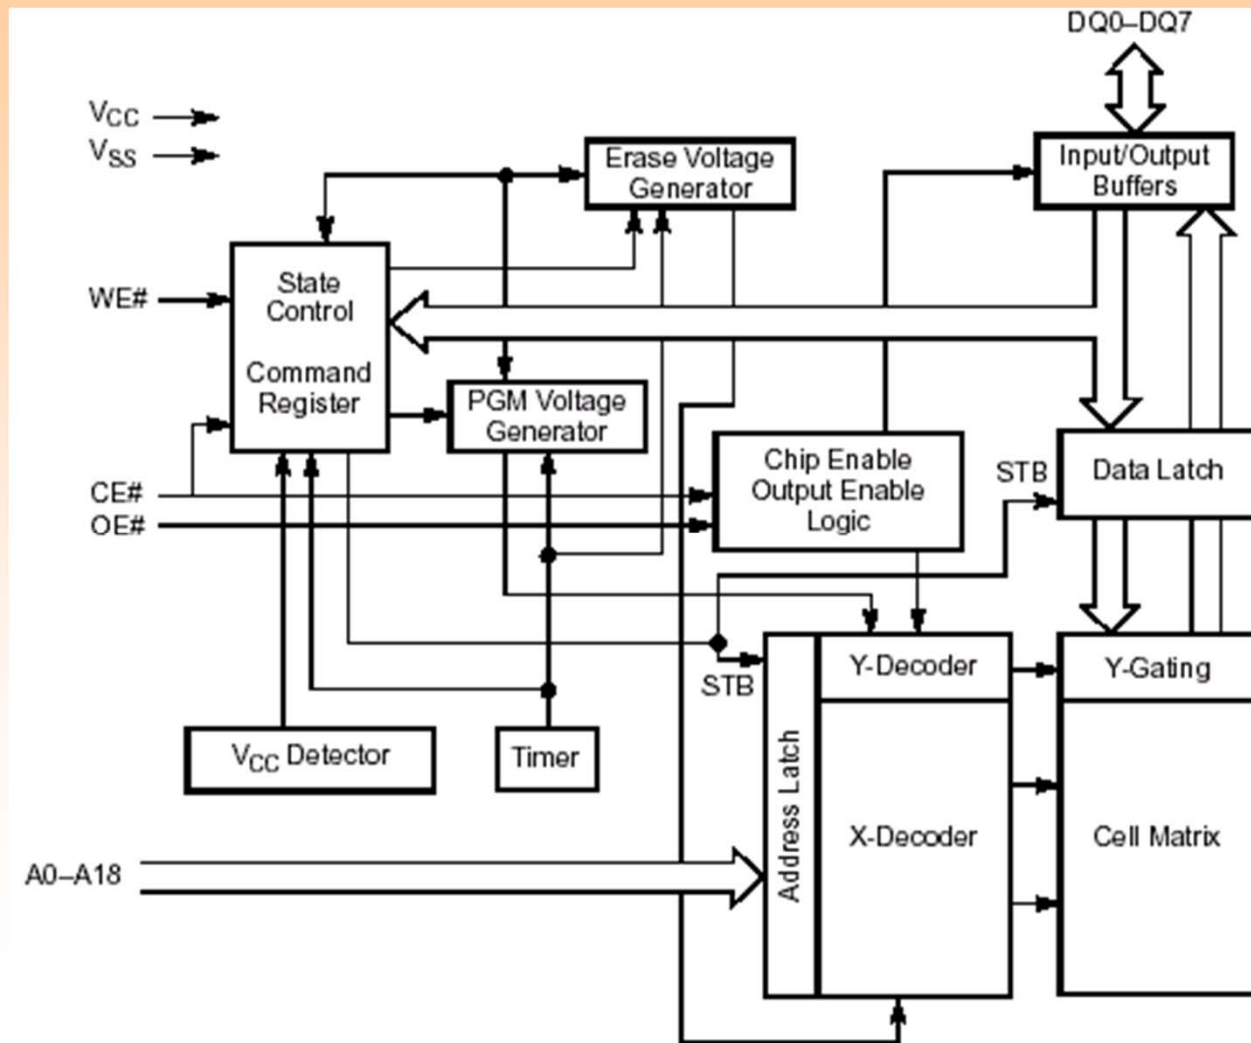 DQ0–DQ7
VCC
VSS
Erase Voltage
Generator
Input/Output
Buffers
WE#
State
Control
Command
Register
PGM Voltage
Generator
Chip Enable
Output Enable
Logic
STB
Data Latch
CE#
OE#
STB
Y-Decoder
Y-Gating
VCC Detector
Timer
Address Latch
X-Decoder
Cell Matrix
A0–A18